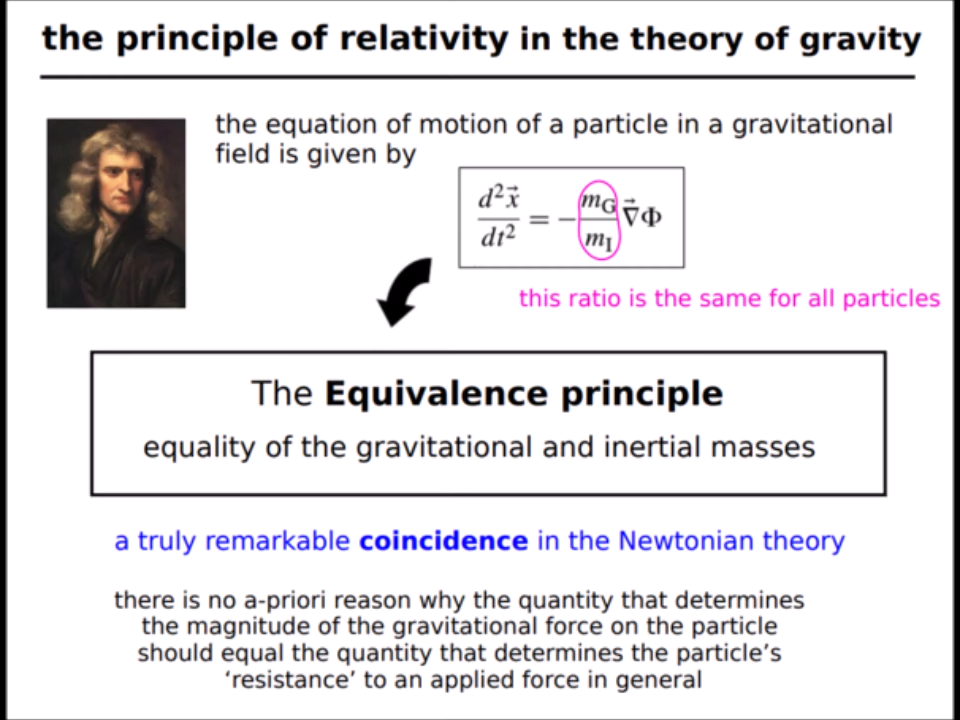 the principle of relativity in the theory of gravity
the equation of motion of a particle in a gravitational
field is given by
d²x⃗/dt² = −m_G/m_I ∇⃗Φ
this ratio is the same for all particles
The Equivalence principle
equality of the gravitational and inertial masses
a truly remarkable coincidence in the Newtonian theory
there is no a-priori reason why the quantity that determines
the magnitude of the gravitational force on the particle
should equal the quantity that determines the particle’s
‘resistance’ to an applied force in general